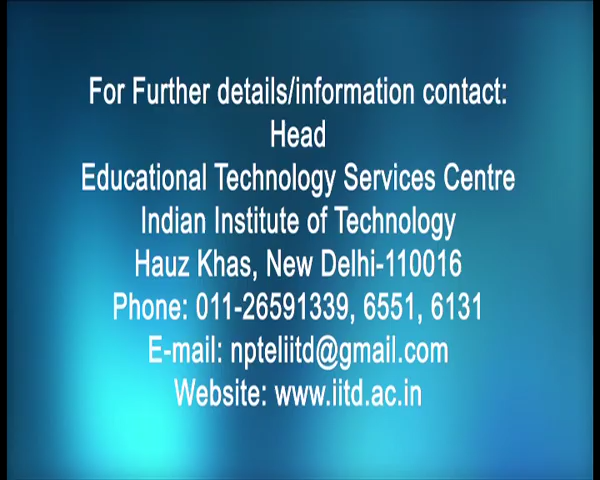 For Further details/information contact:
Head
Educational Technology Services Centre
Indian Institute of Technology
Hauz Khas, New Delhi-110016
Phone: 011-26591339, 6551, 6131
E-mail: npteliitd@gmail.com
Website: www.iitd.ac.in